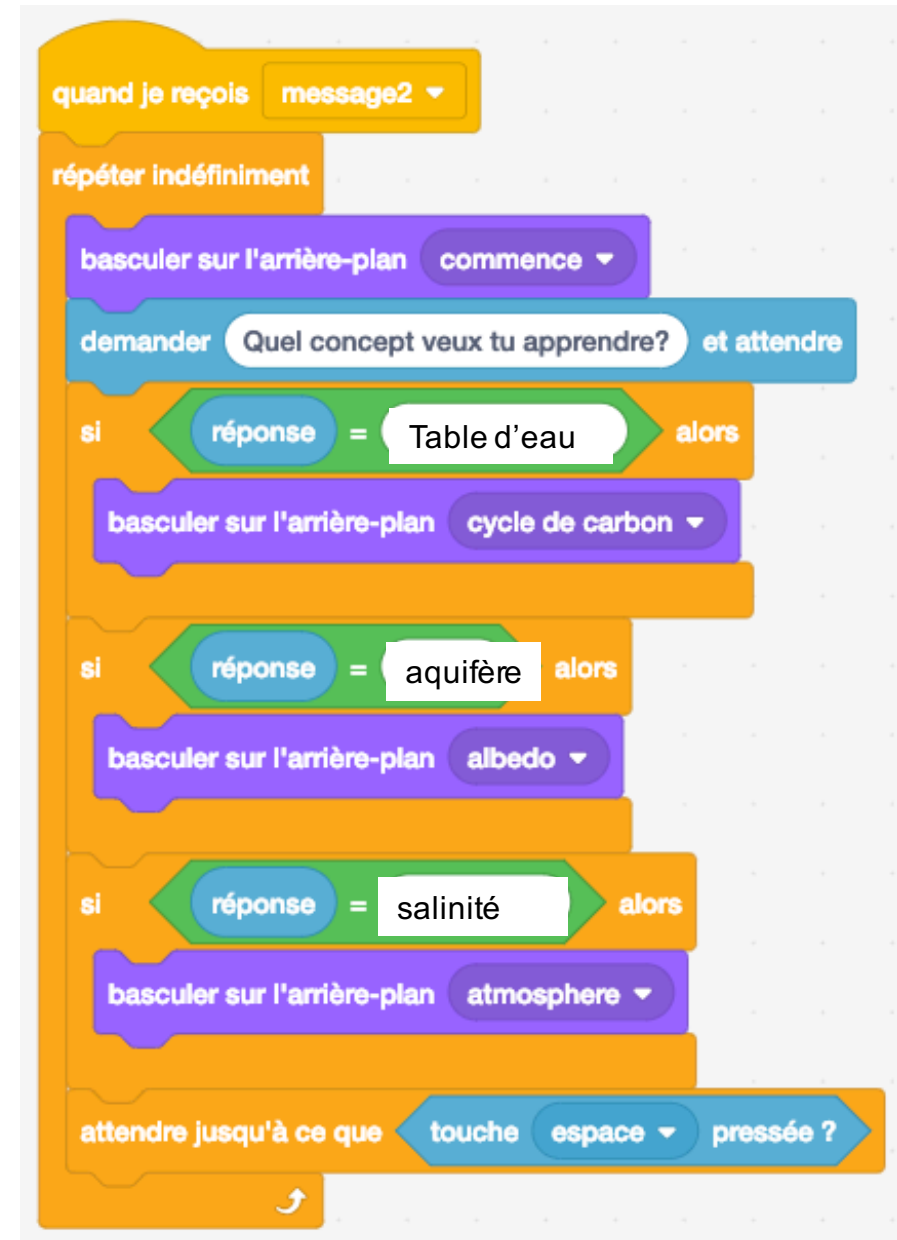 quand je reçois message2
répéter indéfiniment
basculer sur l'arrière-plan commence
demander Quel concept veux tu apprendre? et attendre
si réponse = Table d'eau alors
basculer sur l'arrière-plan cycle de carbon
si réponse = aquifère alors
basculer sur l'arrière-plan albedo
si réponse = salinité alors
basculer sur l'arrière-plan atmosphere
attendre jusqu'à ce que touche espace pressée ?